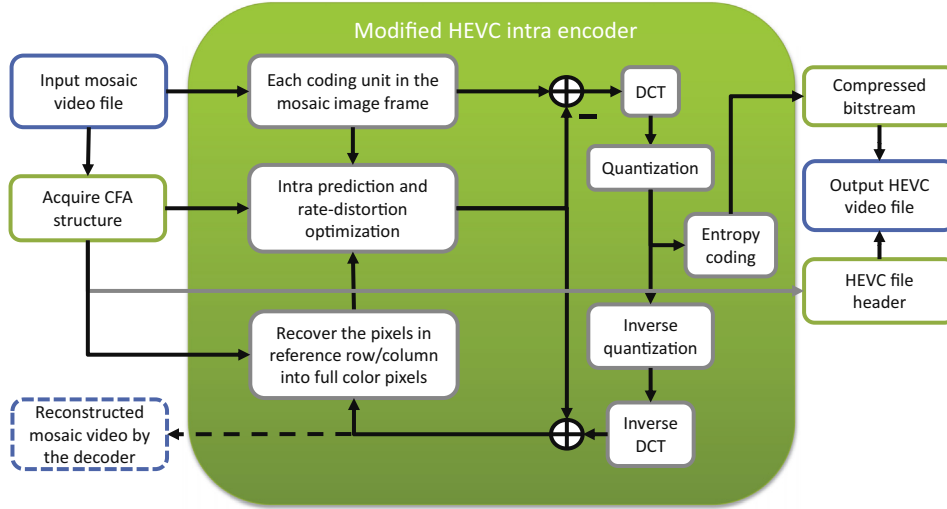 Modified HEVC intra encoder
Input mosaic
video file
Each coding unit in the
mosaic image frame
DCT
Compressed
bitstream
Quantization
Acquire CFA
structure
Intra prediction and
rate-distortion
optimization
Output HEVC
video file
Entropy
coding
HEVC file
header
Recover the pixels in
reference row/column
into full color pixels
Inverse
quantization
Reconstructed
mosaic video by
the decoder
Inverse
DCT